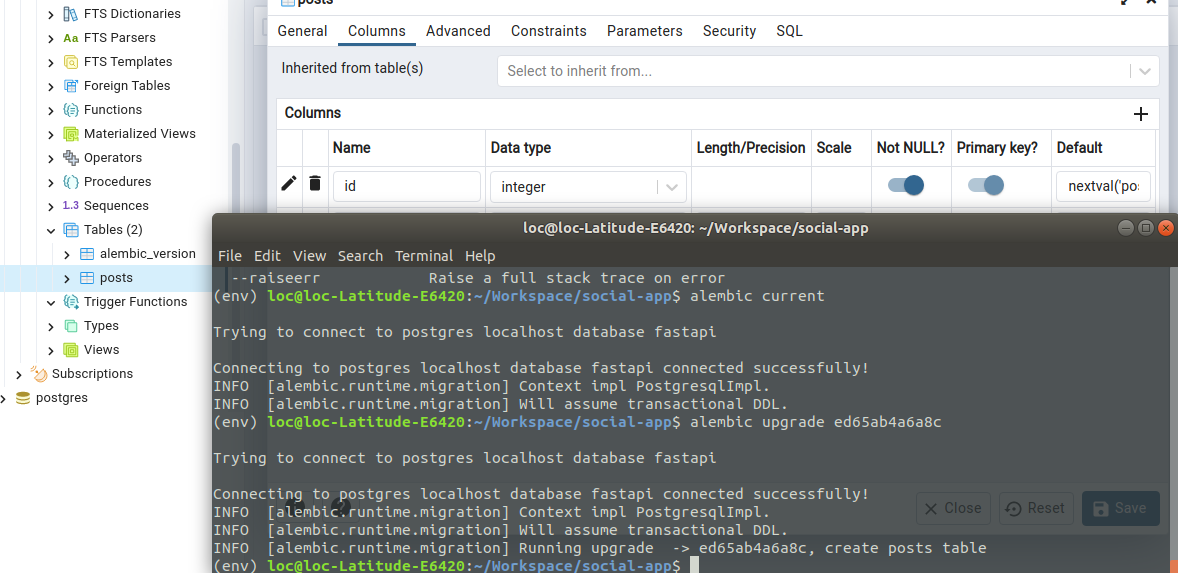 FTS Dictionaries
Aa FTS Parsers
FTS Templates
Foreign Tables
Functions
Materialized Views
Operators
Procedures
1..3 Sequences
Tables (2)
alembic_version
posts
Trigger Functions
Types
Views
Subscriptions
postgres
posts
General Columns Advanced Constraints Parameters Security SQL
Inherited from table(s) Select to inherit from...
Columns
Name Data type Length/Precision Scale Not NULL? Primary key? Default
id integer nextval('po
loc@loc-Latitude-E6420: ~/Workspace/social-app
File Edit View Search Terminal Help
--raiseerr Raise a full stack trace on error
(env) loc@loc-Latitude-E6420:~/Workspace/social-app$ alembic current
Trying to connect to postgres localhost database fastapi
Connecting to postgres localhost database fastapi connected successfully!
INFO [alembic.runtime.migration] Context impl PostgresqlImpl.
INFO [alembic.runtime.migration] Will assume transactional DDL.
(env) loc@loc-Latitude-E6420:~/Workspace/social-app$ alembic upgrade ed65ab4a6a8c
Trying to connect to postgres localhost database fastapi
Connecting to postgres localhost database fastapi connected successfully!
INFO [alembic.runtime.migration] Context impl PostgresqlImpl.
INFO [alembic.runtime.migration] Will assume transactional DDL.
INFO [alembic.runtime.migration] Running upgrade -> ed65ab4a6a8c, create posts table
(env) loc@loc-Latitude-E6420:~/Workspace/social-app$
Close Reset Save